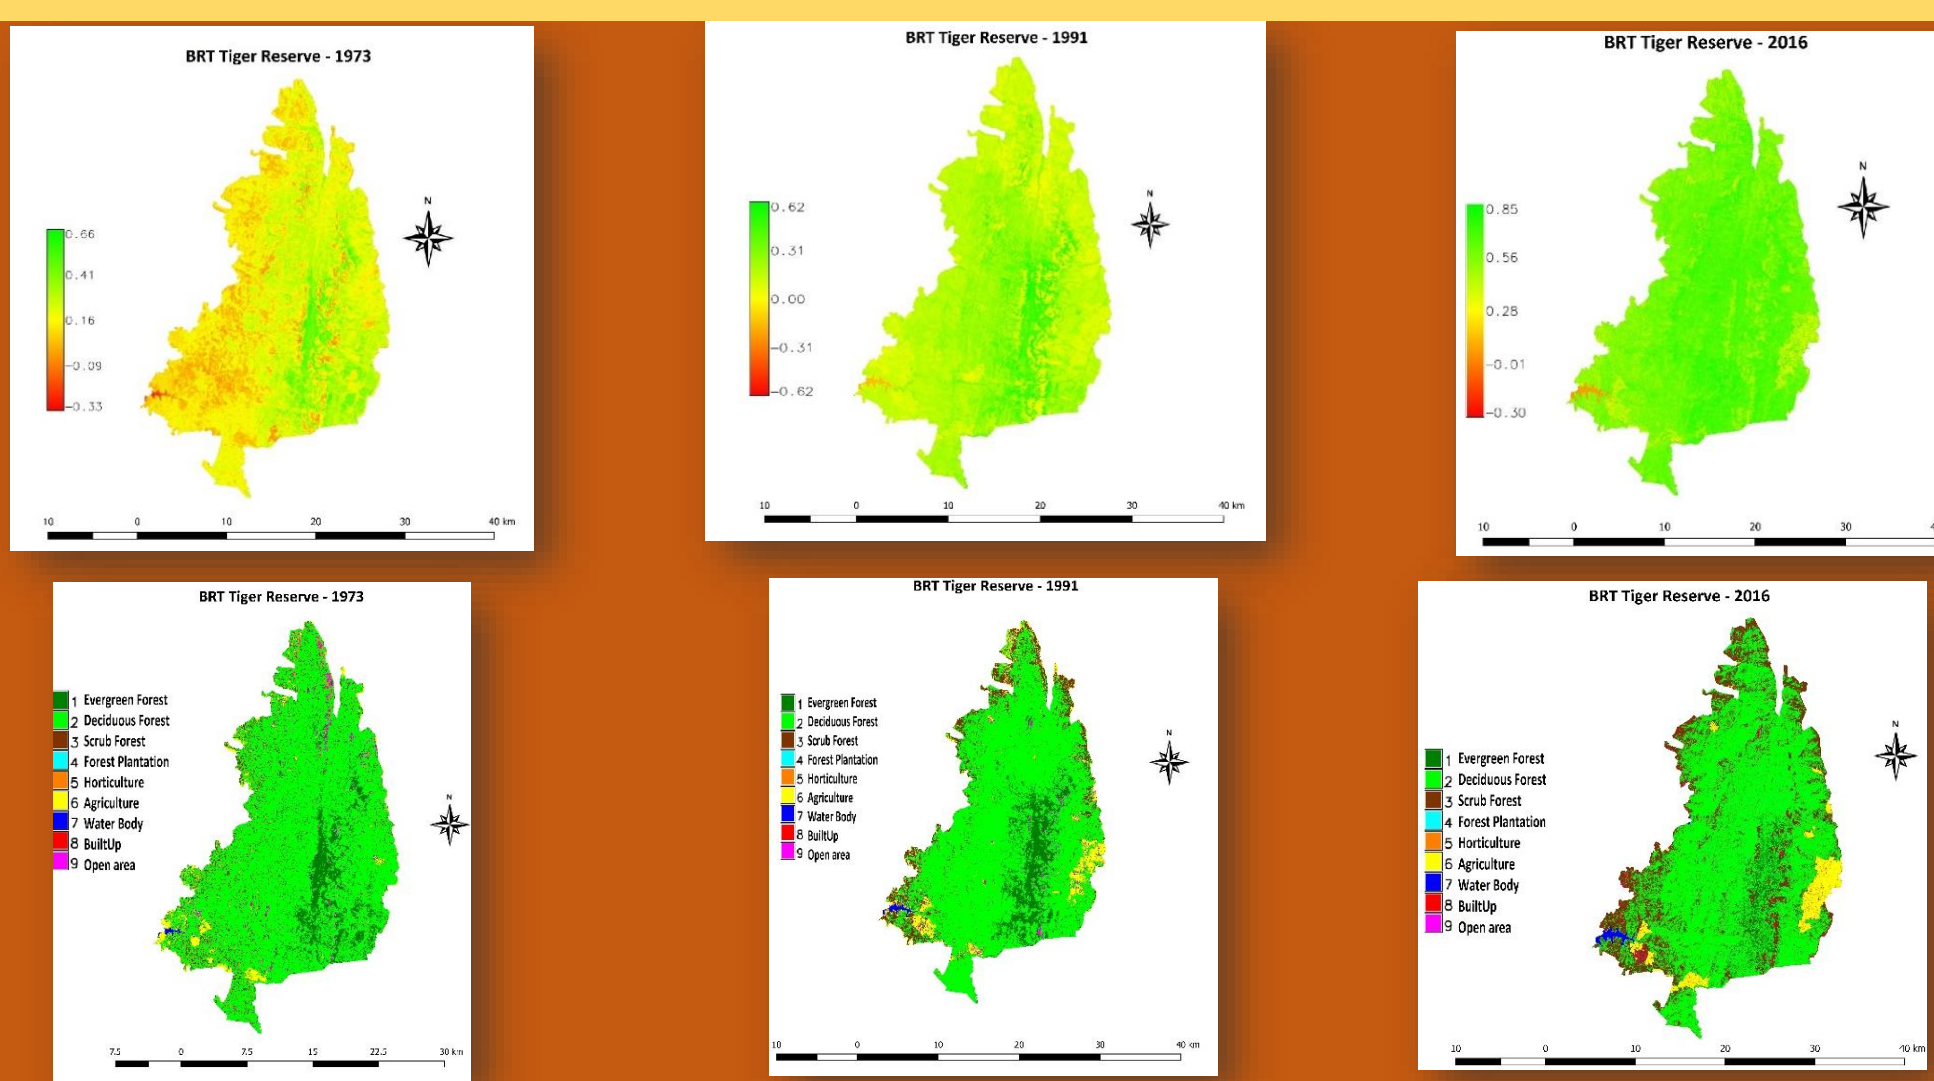 BRT Tiger Reserve - 1973
N
0.66
0.41
0.16
-0.09
-0.33
10 0 10 20 30 40 km
BRT Tiger Reserve - 1991
N
0.62
0.31
0.00
-0.31
-0.62
10 0 10 20 30 40 km
BRT Tiger Reserve - 2016
N
0.85
0.56
0.28
-0.01
-0.30
10 0 10 20 30
BRT Tiger Reserve - 1973
1 Evergreen Forest
2 Deciduous Forest
3 Scrub Forest
4 Forest Plantation
5 Horticulture
6 Agriculture
7 Water Body
8 BuiltUp
9 Open area
N
7.5 0 7.5 15 22.5 30 km
BRT Tiger Reserve - 1991
1 Evergreen Forest
2 Deciduous Forest
3 Scrub Forest
4 Forest Plantation
5 Horticulture
6 Agriculture
7 Water Body
8 BuiltUp
9 Open area
N
10 0 10 20 30 40 km
BRT Tiger Reserve - 2016
1 Evergreen Forest
2 Deciduous Forest
3 Scrub Forest
4 Forest Plantation
5 Horticulture
6 Agriculture
7 Water Body
8 BuiltUp
9 Open area
N
10 0 10 20 30 40 km